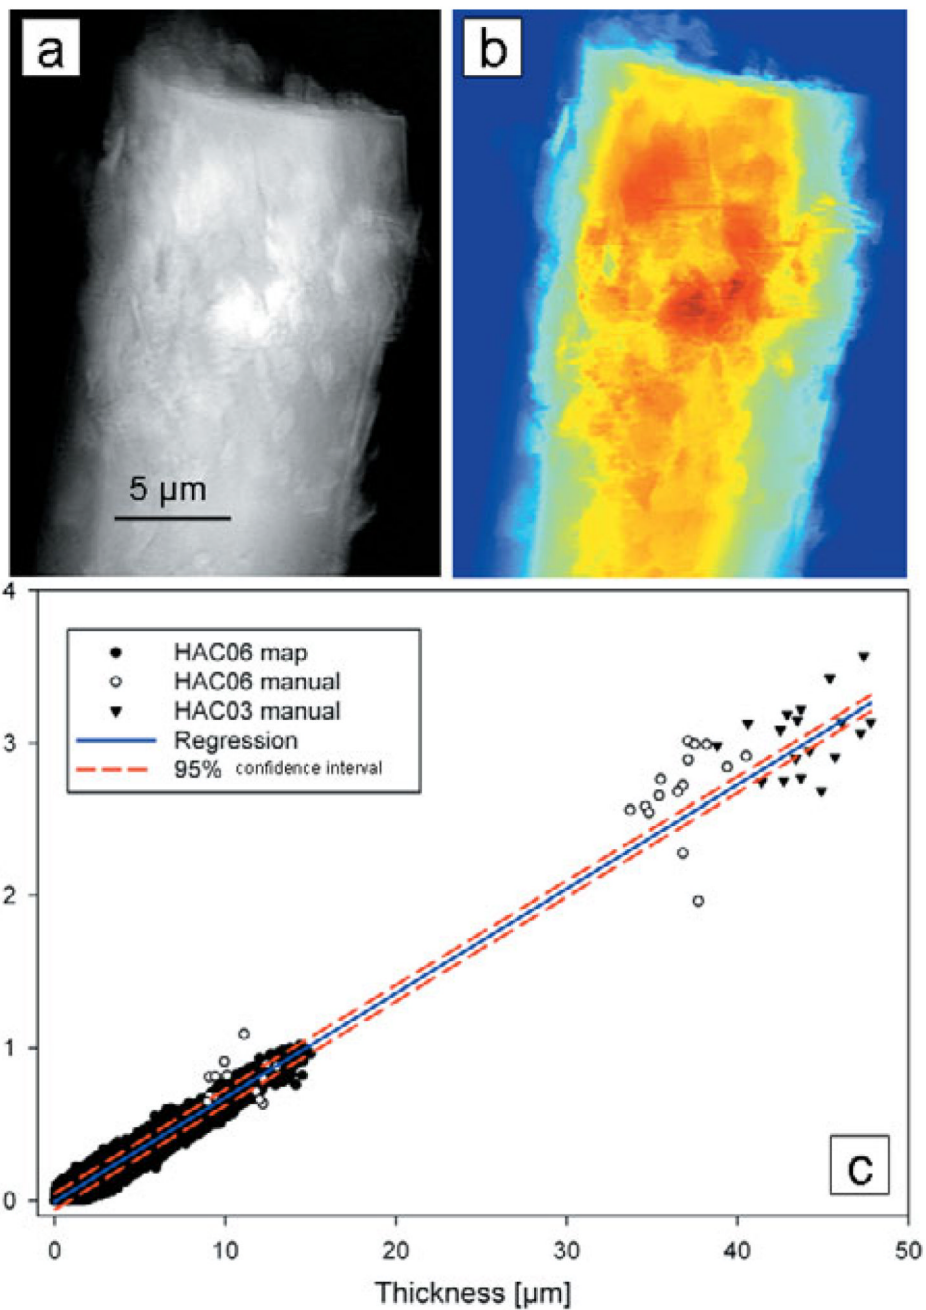 a
b
5 µm
4
HAC06 map
HAC06 manual
HAC03 manual
Regression
95% confidence interval
3
2
1
0
c
0 10 20 30 40 50
Thickness [µm]